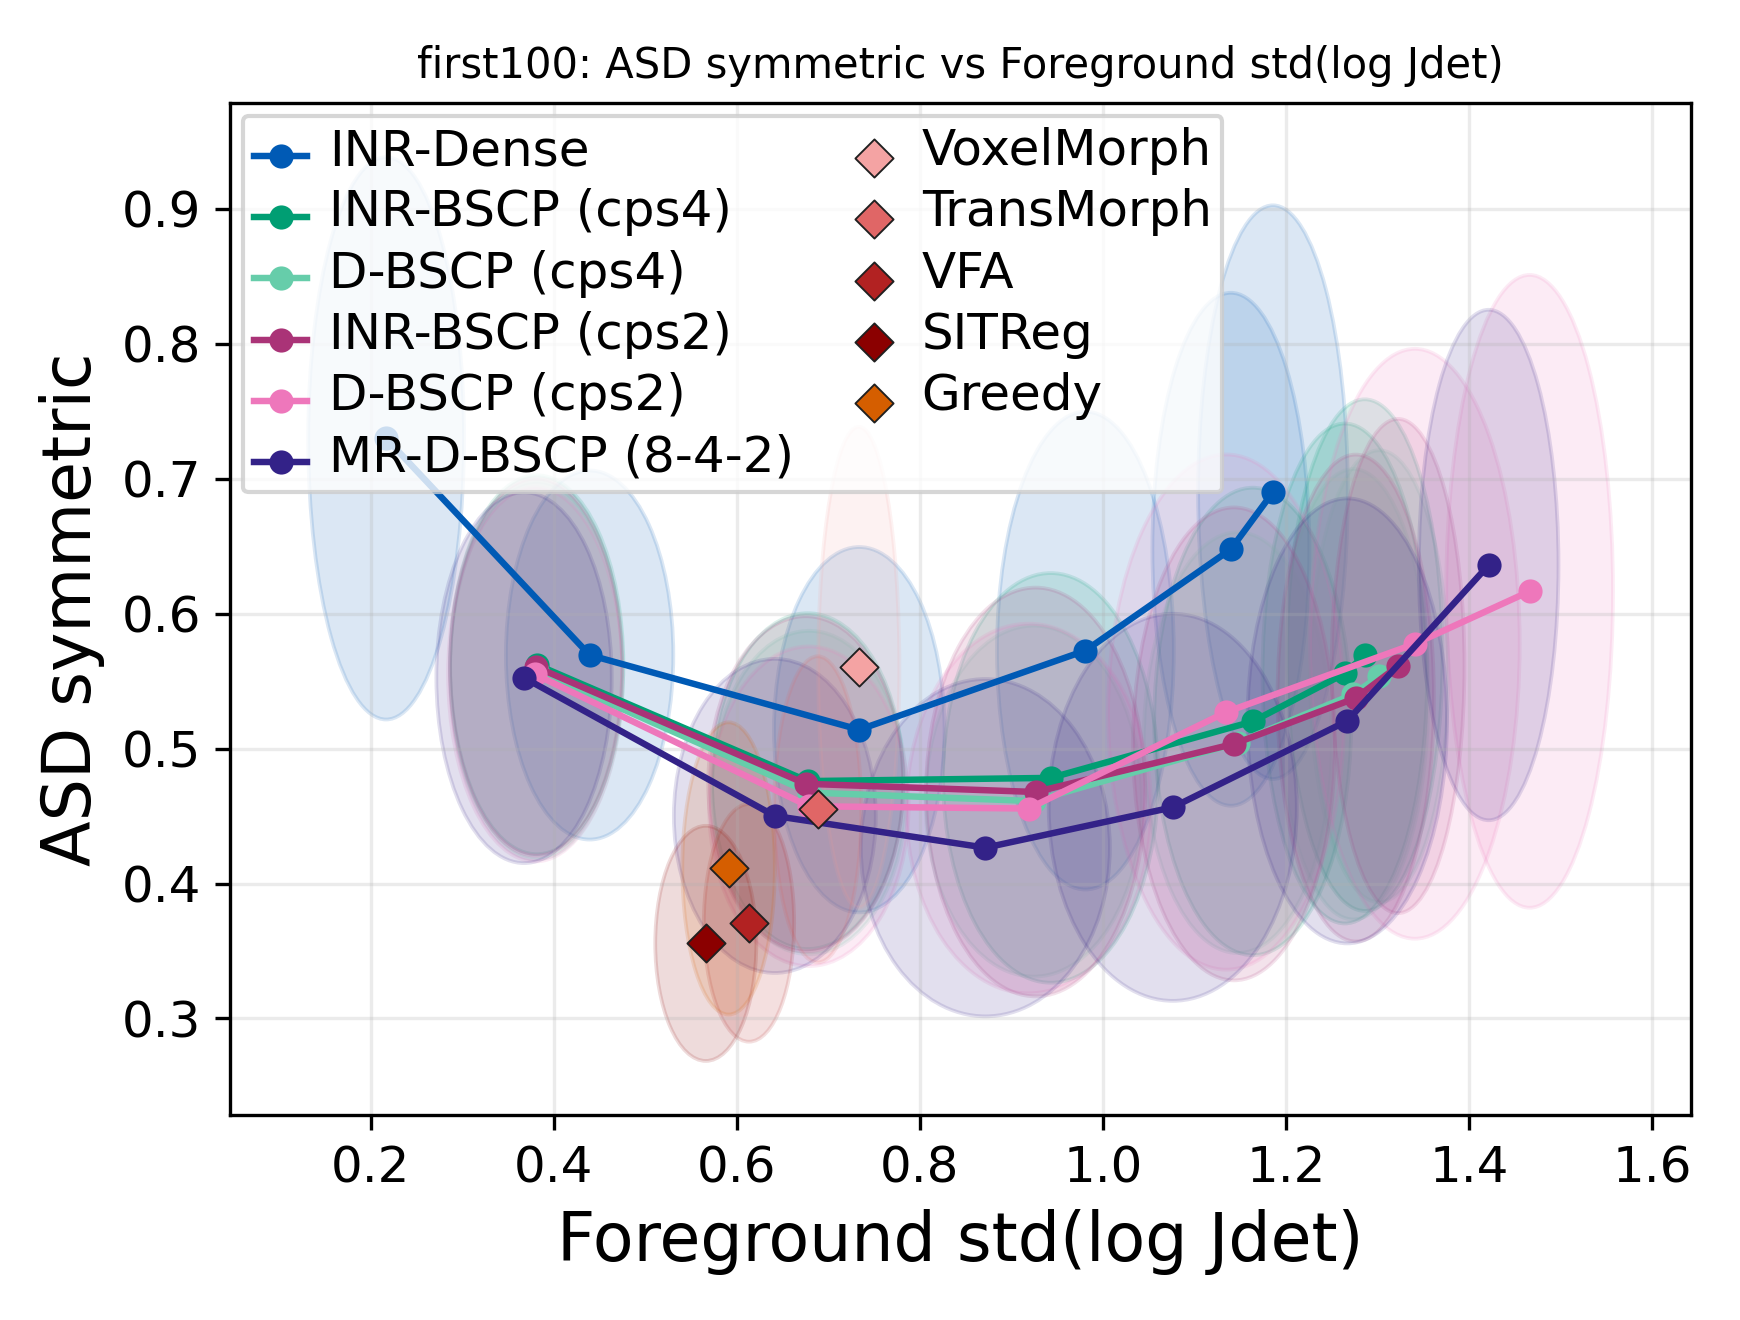 first100: ASD symmetric vs Foreground std(log Jdet)
INR-Dense
INR-BSCP (cps4)
D-BSCP (cps4)
INR-BSCP (cps2)
D-BSCP (cps2)
MR-D-BSCP (8-4-2)
VoxelMorph
TransMorph
VFA
SITReg
Greedy
ASD symmetric
0.9
0.8
0.7
0.6
0.5
0.4
0.3
0.2 0.4 0.6 0.8 1.0 1.2 1.4 1.6
Foreground std(log Jdet)